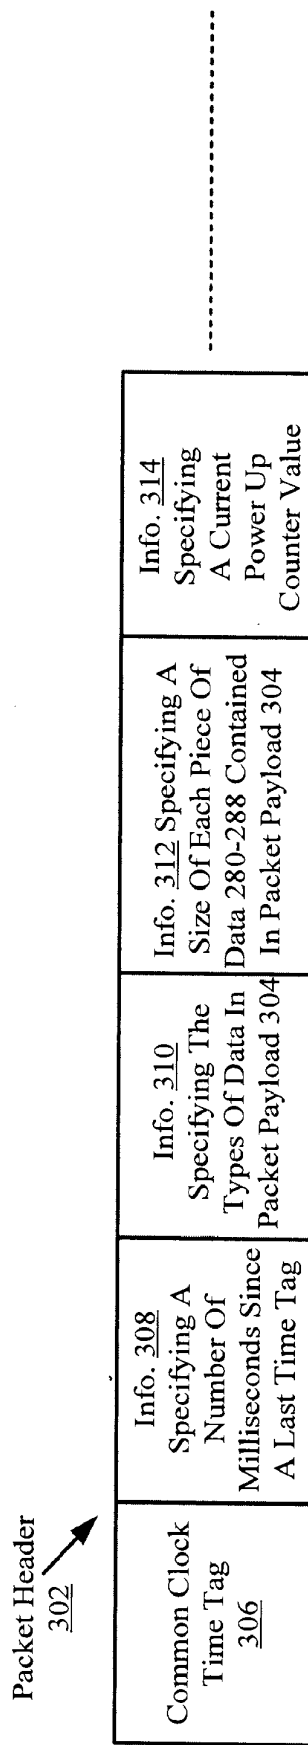 Packet Header
302
Common Clock
Time Tag
306
Info. 308
Specifying A
Number Of
Milliseconds Since
A Last Time Tag
Info. 310
Specifying The
Types Of Data In
Packet Payload 304
Info. 312 Specifying A
Size Of Each Piece Of
Data 280-288 Contained
In Packet Payload 304
Info. 314
Specifying
A Current
Power Up
Counter Value